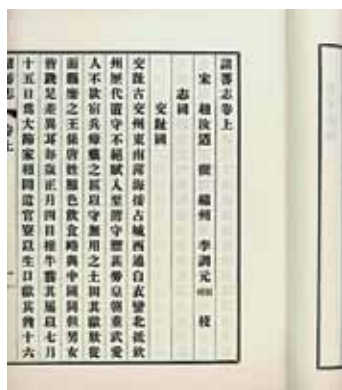 諸蕃志卷上
宋 趙汝适 撰 綿州 李調元 校
志國
交趾國
交趾古交州東南薄海接占城西通白衣蠻北抵欽
州歷代置守不絕賦入至薄守禦甚勞皇朝重武愛
人不欲宿兵瘴癘之區以守無用之土因其獻欵從
而羈縻之王係唐姓服色飲食略與中國同但男女
皆跣足差異耳每歲正月四日椎牛饗其屬以七月
十五日爲大節家相問遺官寮以生口獻其酋十六